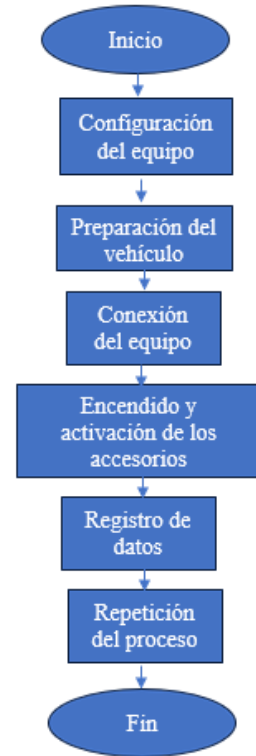 Inicio
Configuración
del equipo
Preparación del
vehículo
Conexión
del equipo
Encendido y
activación de los
accesorios
Registro de
datos
Repetición
del proceso
Fin